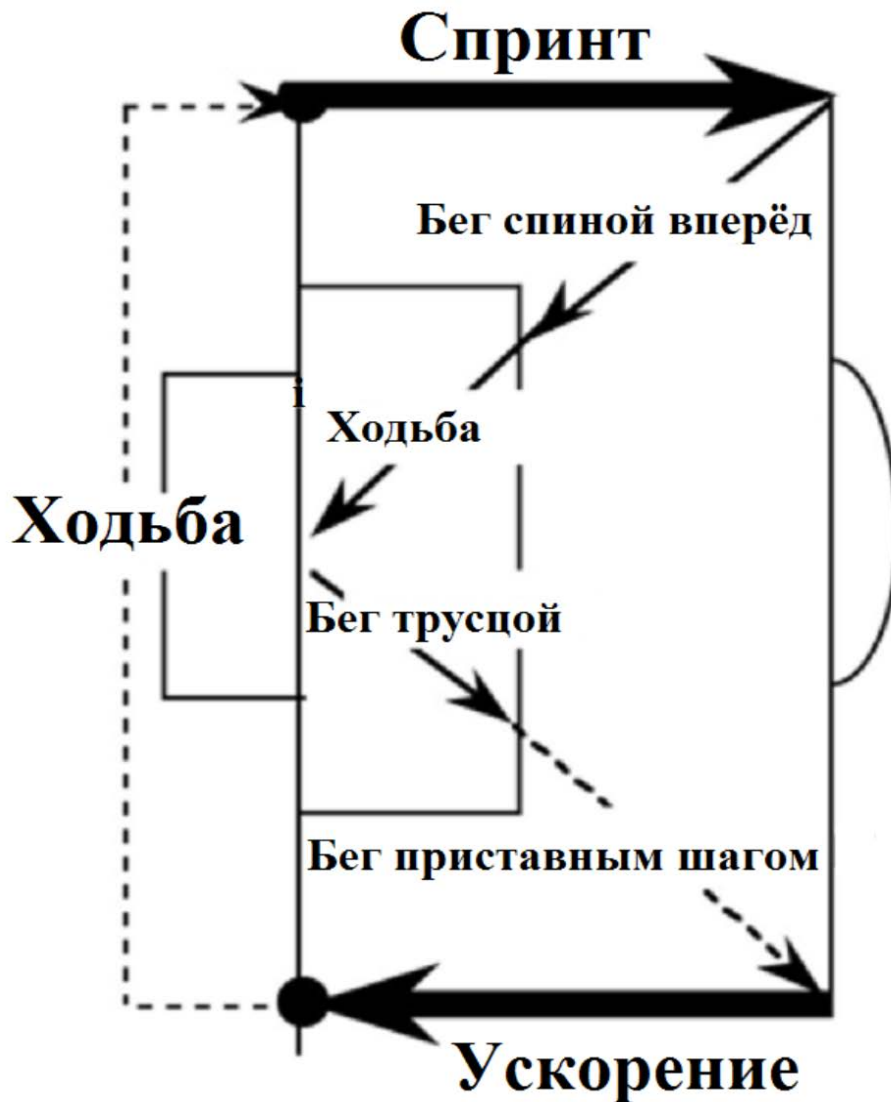 Спринт
Бег спиной вперёд
i
Ходьба
Ходьба
Бег трусцой
Бег приставным шагом
Ускорение